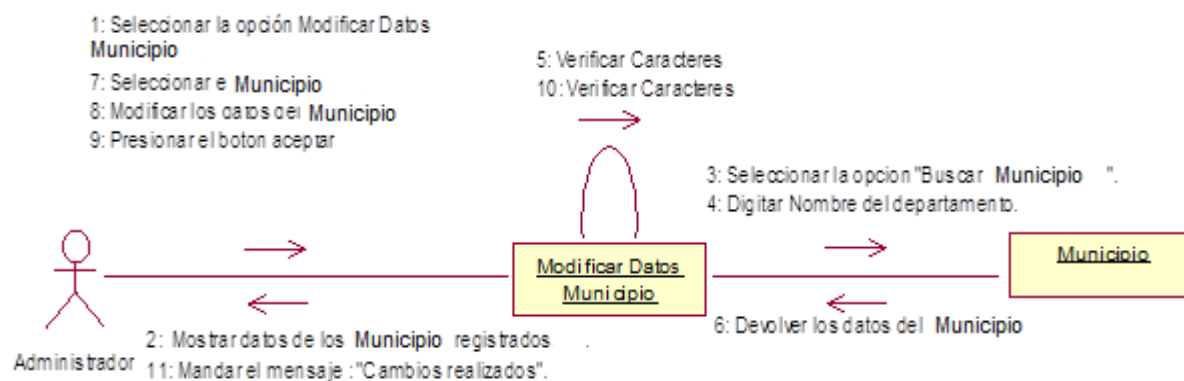 1: Seleccionar la opción Modificar Datos
Municipio
7: Seleccionar e Municipio
8: Modificar los datos del Municipio
9: Presionar el boton aceptar
5: Verificar Caracteres
10: Verificar Caracteres
3: Seleccionar la opcion "Buscar Municipio ".
4: Digitar Nombre del departamento.
Modificar Datos
Municipio
Municipio
6: Devolver los datos del Municipio
2: Mostrar datos de los Municipio registrados .
Administrador
11: Mandar el mensaje : "Cambios realizados".